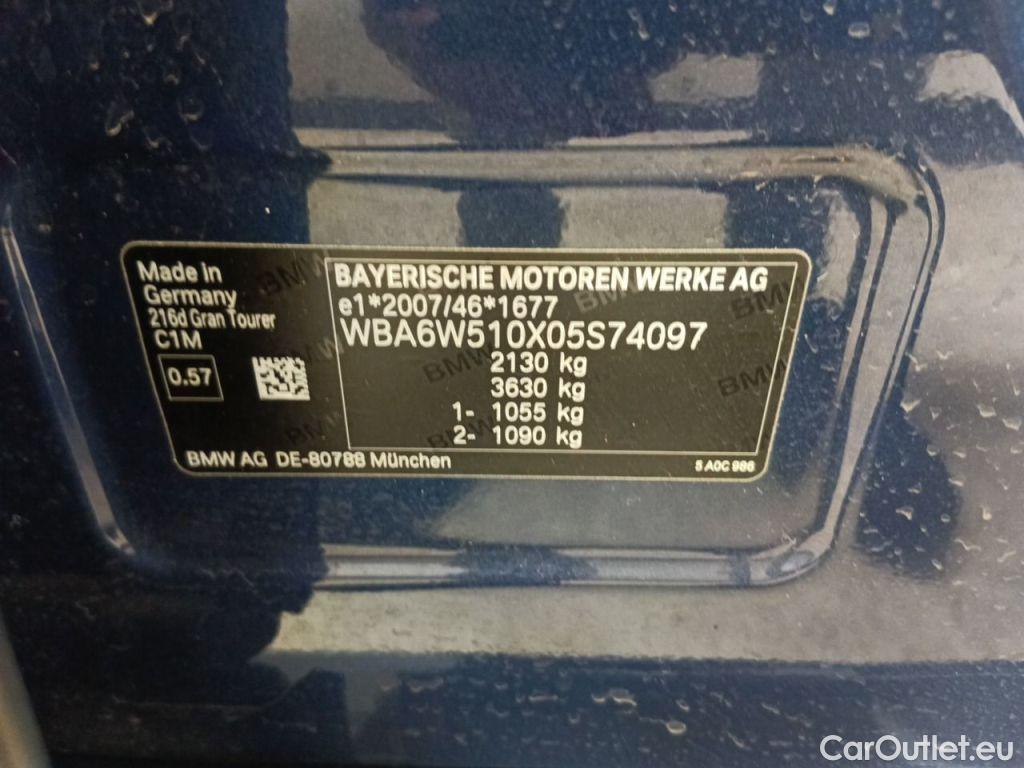 Made in
Germany
216d Gran Tourer
C1M
0.57
BAYERISCHE MOTOREN WERKE AG
e1*2007/46*1677
WBA6W510X05S74097
2130 kg
3630 kg
1- 1055 kg
2- 1090 kg
BMW AG DE-80788 München
5 A0C 986
CarOutlet.eu